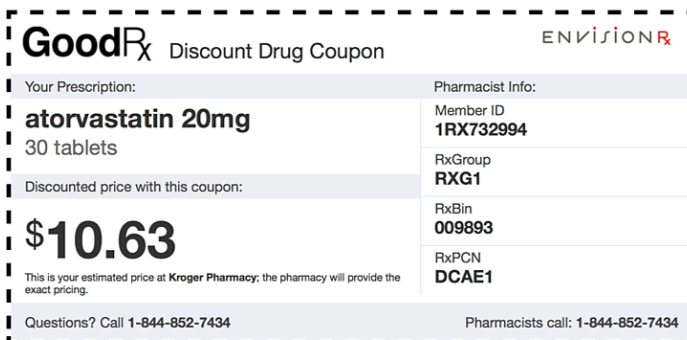 GoodRx Discount Drug Coupon
ENVISIONRx
Your Prescription:
atorvastatin 20mg
30 tablets
Discounted price with this coupon:
$10.63
This is your estimated price at Kroger Pharmacy; the pharmacy will provide the
exact pricing.
Pharmacist Info:
Member ID
1RX732994
RxGroup
RXG1
RxBin
009893
RxPCN
DCAE1
Questions? Call 1-844-852-7434
Pharmacists call: 1-844-852-7434